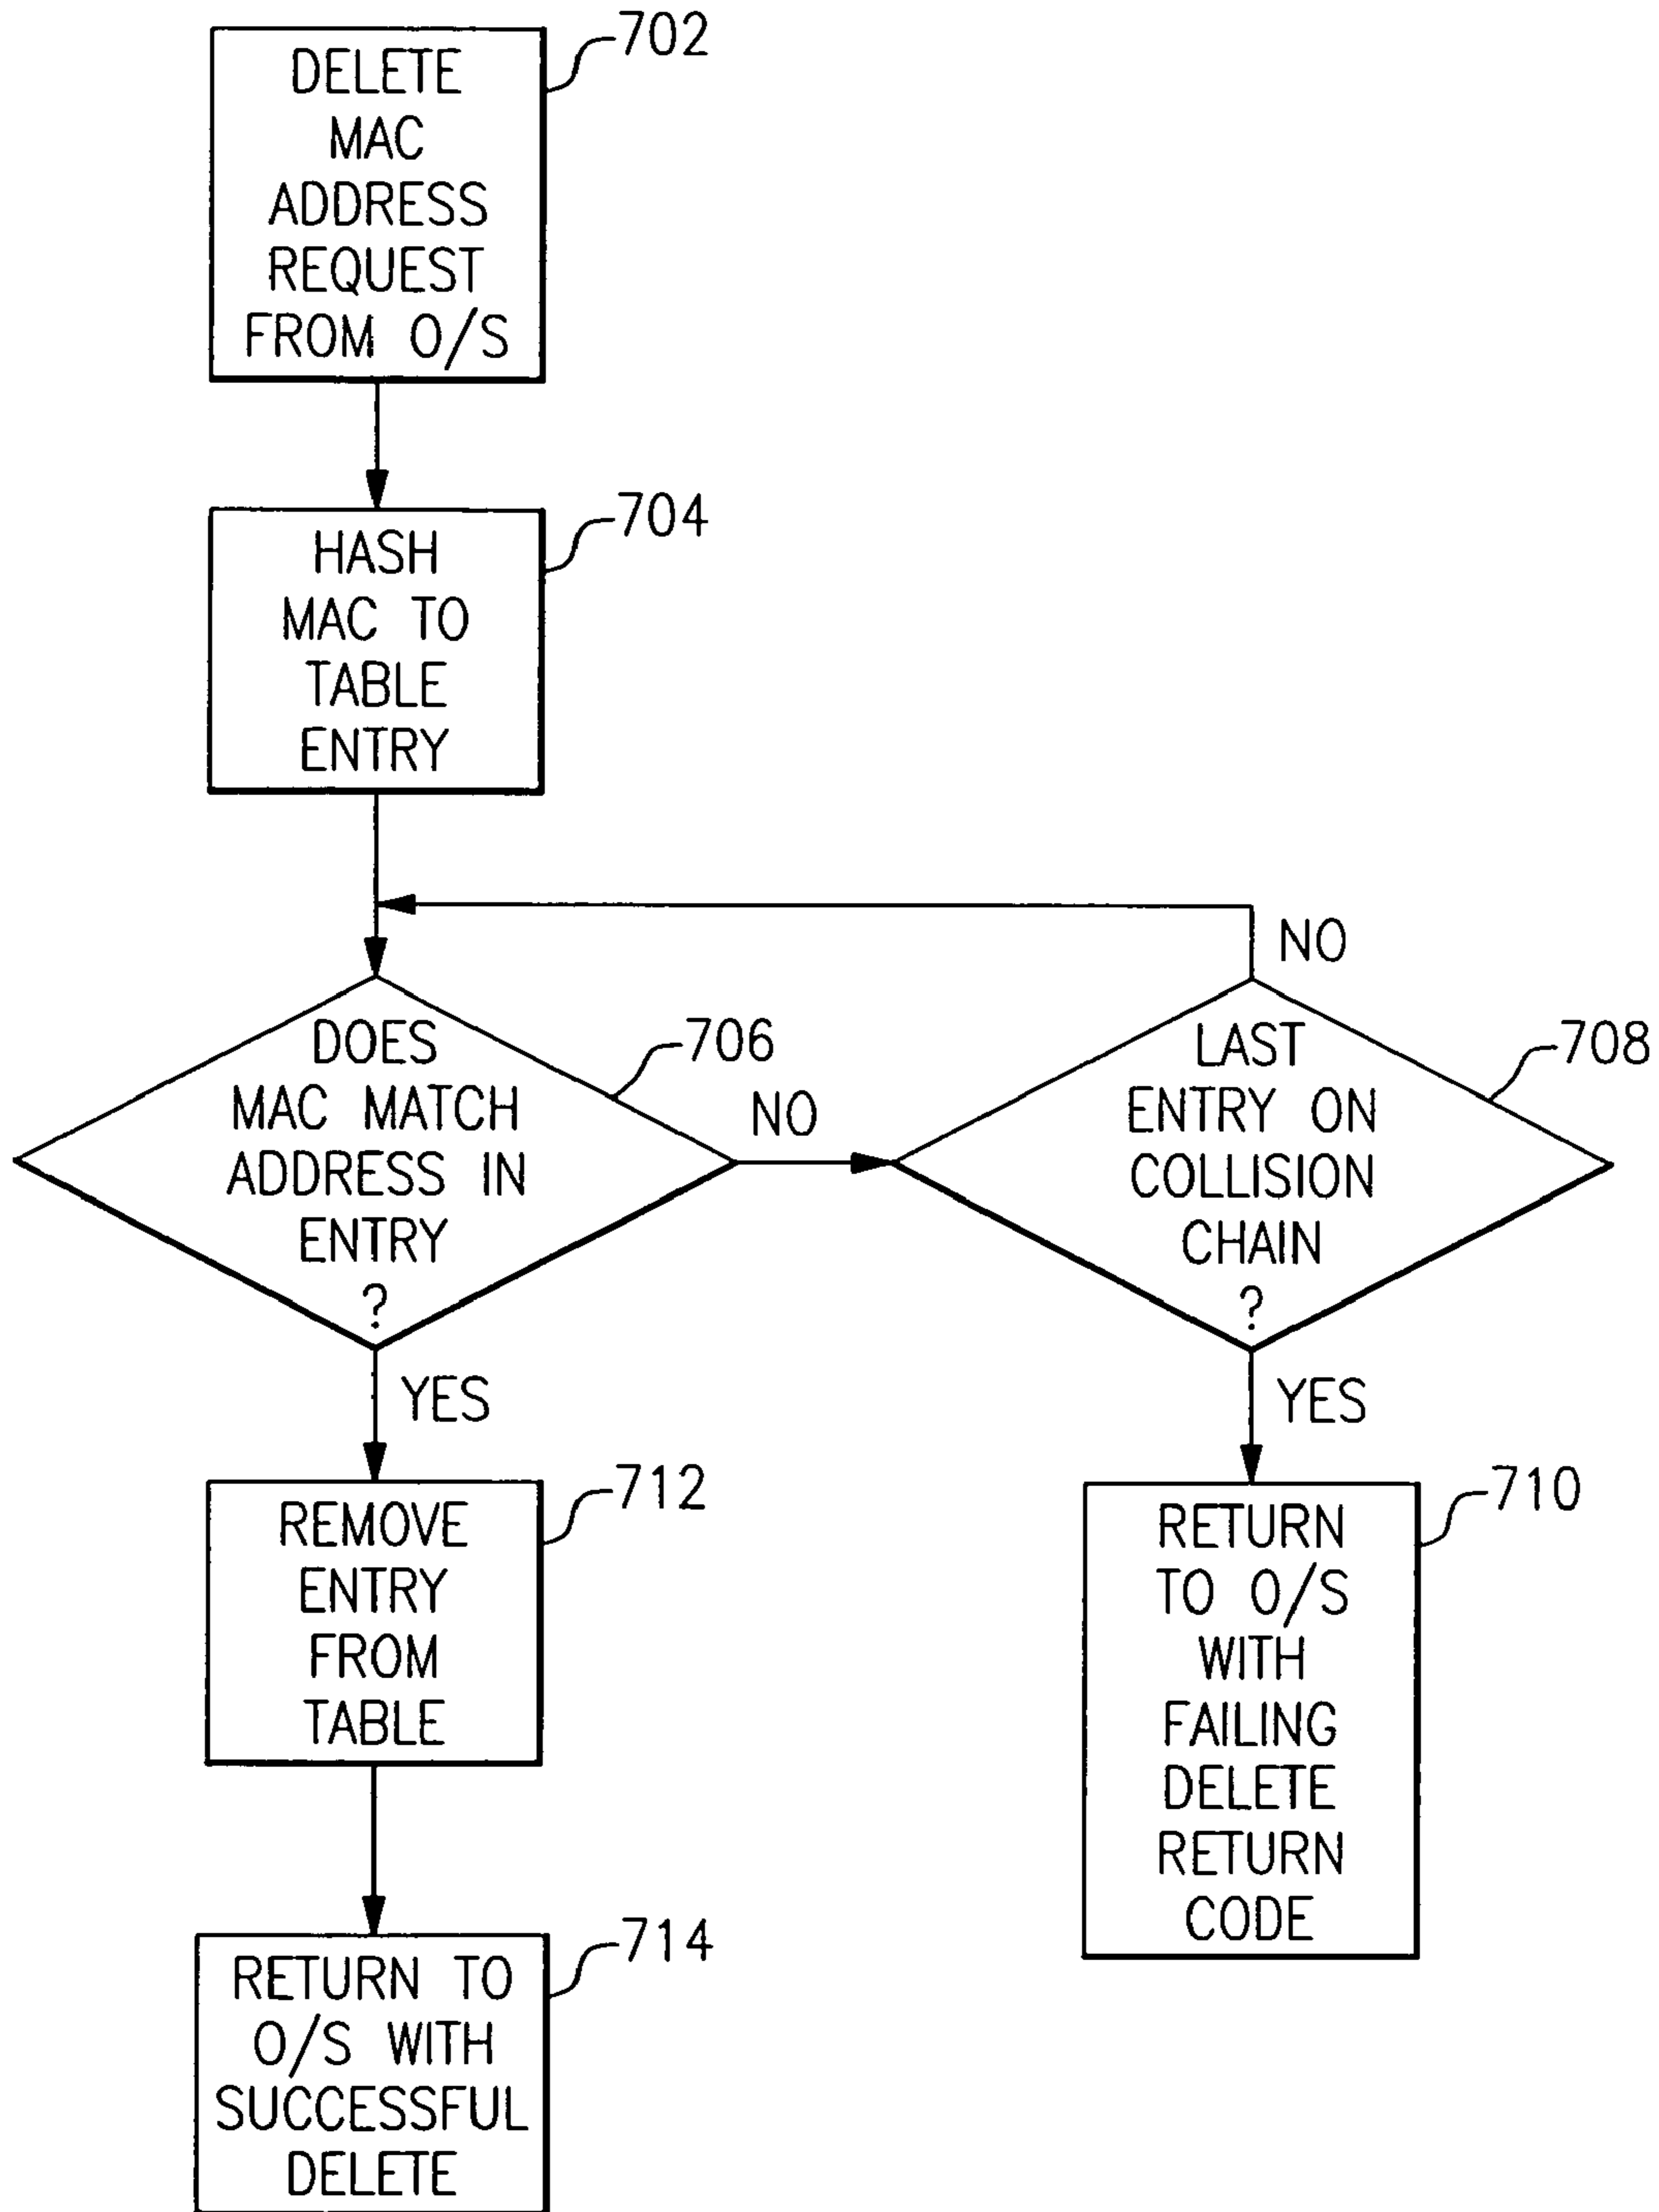 702
DELETE
MAC
ADDRESS
REQUEST
FROM O/S
704
HASH
MAC TO
TABLE
ENTRY
NO
706
DOES
MAC MATCH
ADDRESS IN
ENTRY
?
NO
708
LAST
ENTRY ON
COLLISION
CHAIN
?
YES
YES
712
REMOVE
ENTRY
FROM
TABLE
710
RETURN
TO O/S
WITH
FAILING
DELETE
RETURN
CODE
714
RETURN TO
O/S WITH
SUCCESSFUL
DELETE